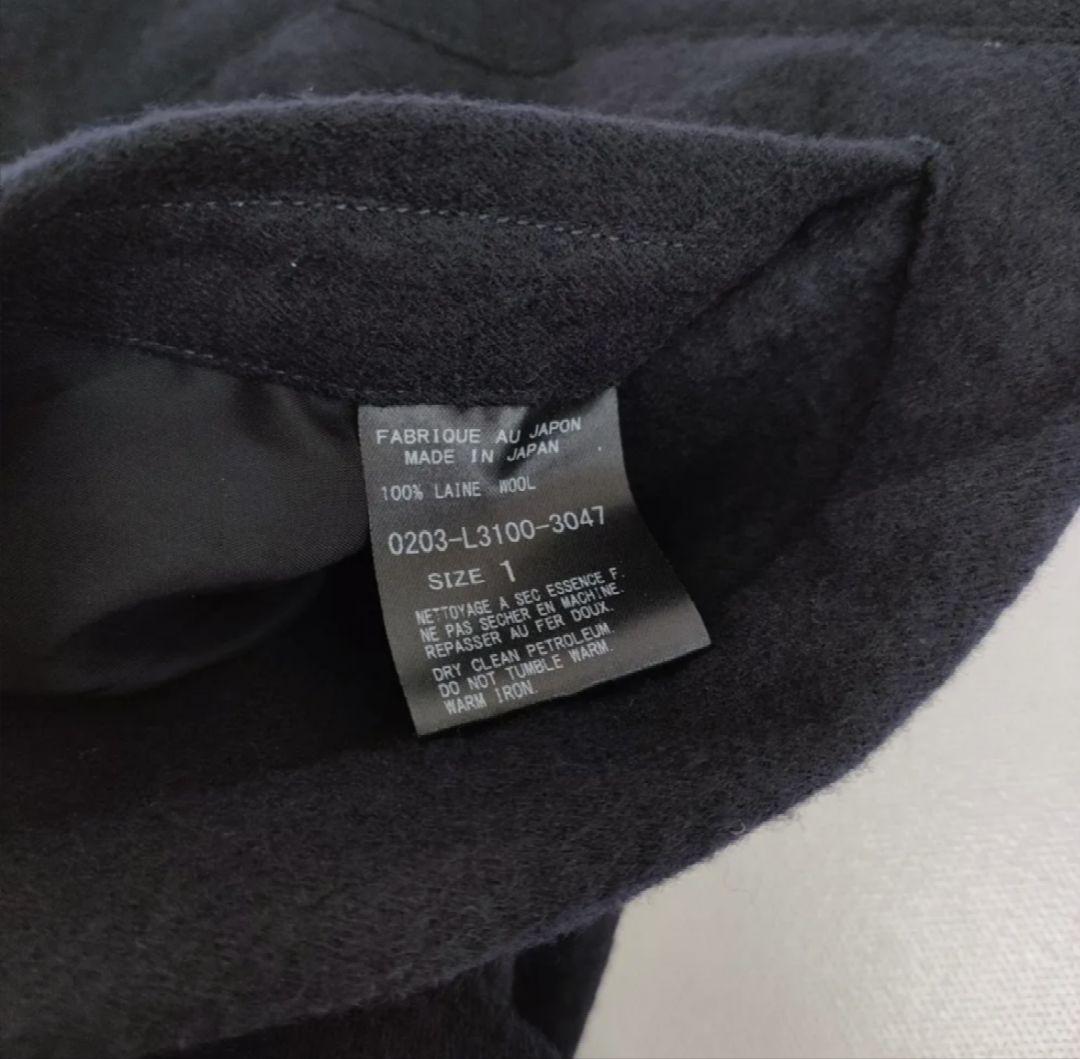 FABRIQUE AU JAPON
MADE IN JAPAN
100% LAINE WOOL
0203-L3100-3047
SIZE 1
NETTOYAGE A SEC ESSENCE F.
NE PAS SECHER EN MACHINE.
REPASSER AU FER DOUX.
DRY CLEAN PETROLEUM.
DO NOT TUMBLE WARM.
WARM IRON.